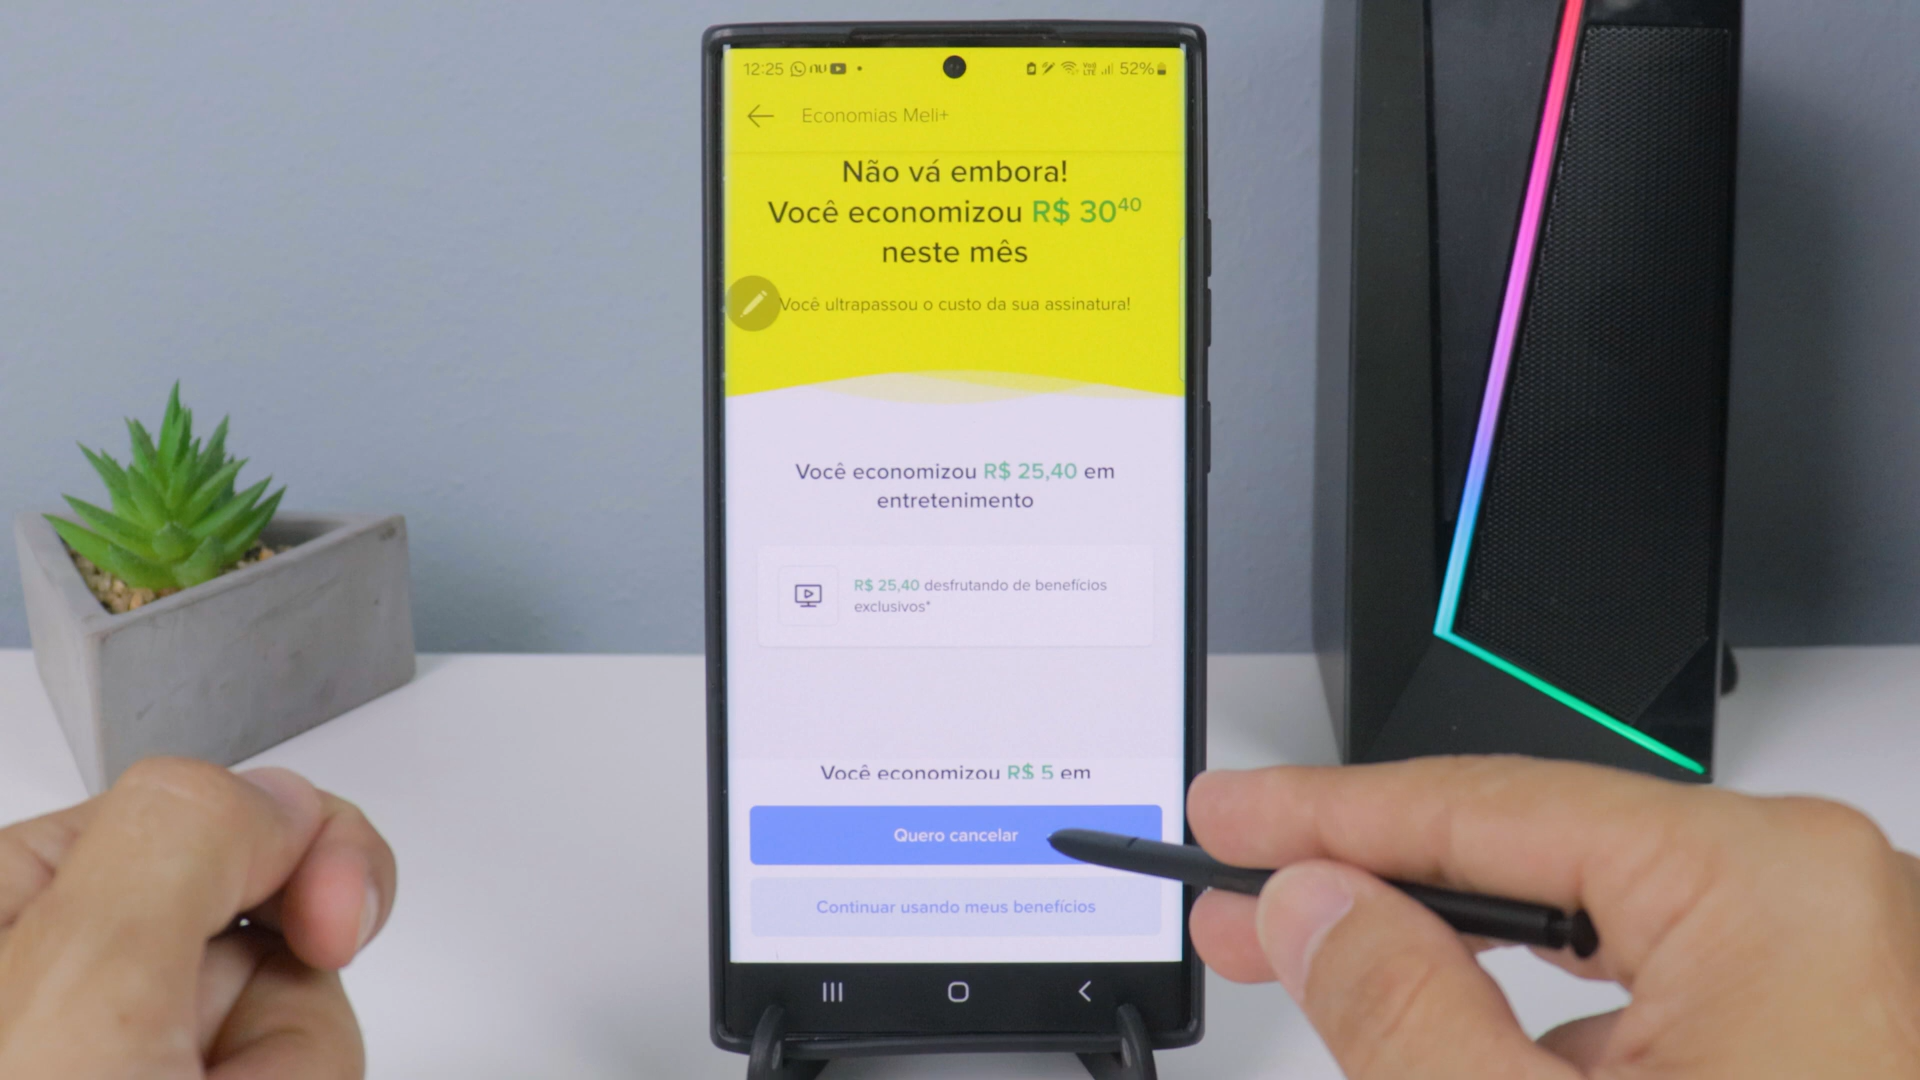 12:25 52%
Economias Meli+
Não vá embora!
Você economizou R$ 30⁴⁰
neste mês
Você ultrapassou o custo da sua assinatura!
Você economizou R$ 25,40 em
entretenimento
R$ 25,40 desfrutando de benefícios
exclusivos*
Você economizou R$ 5 em
Quero cancelar
Continuar usando meus benefícios